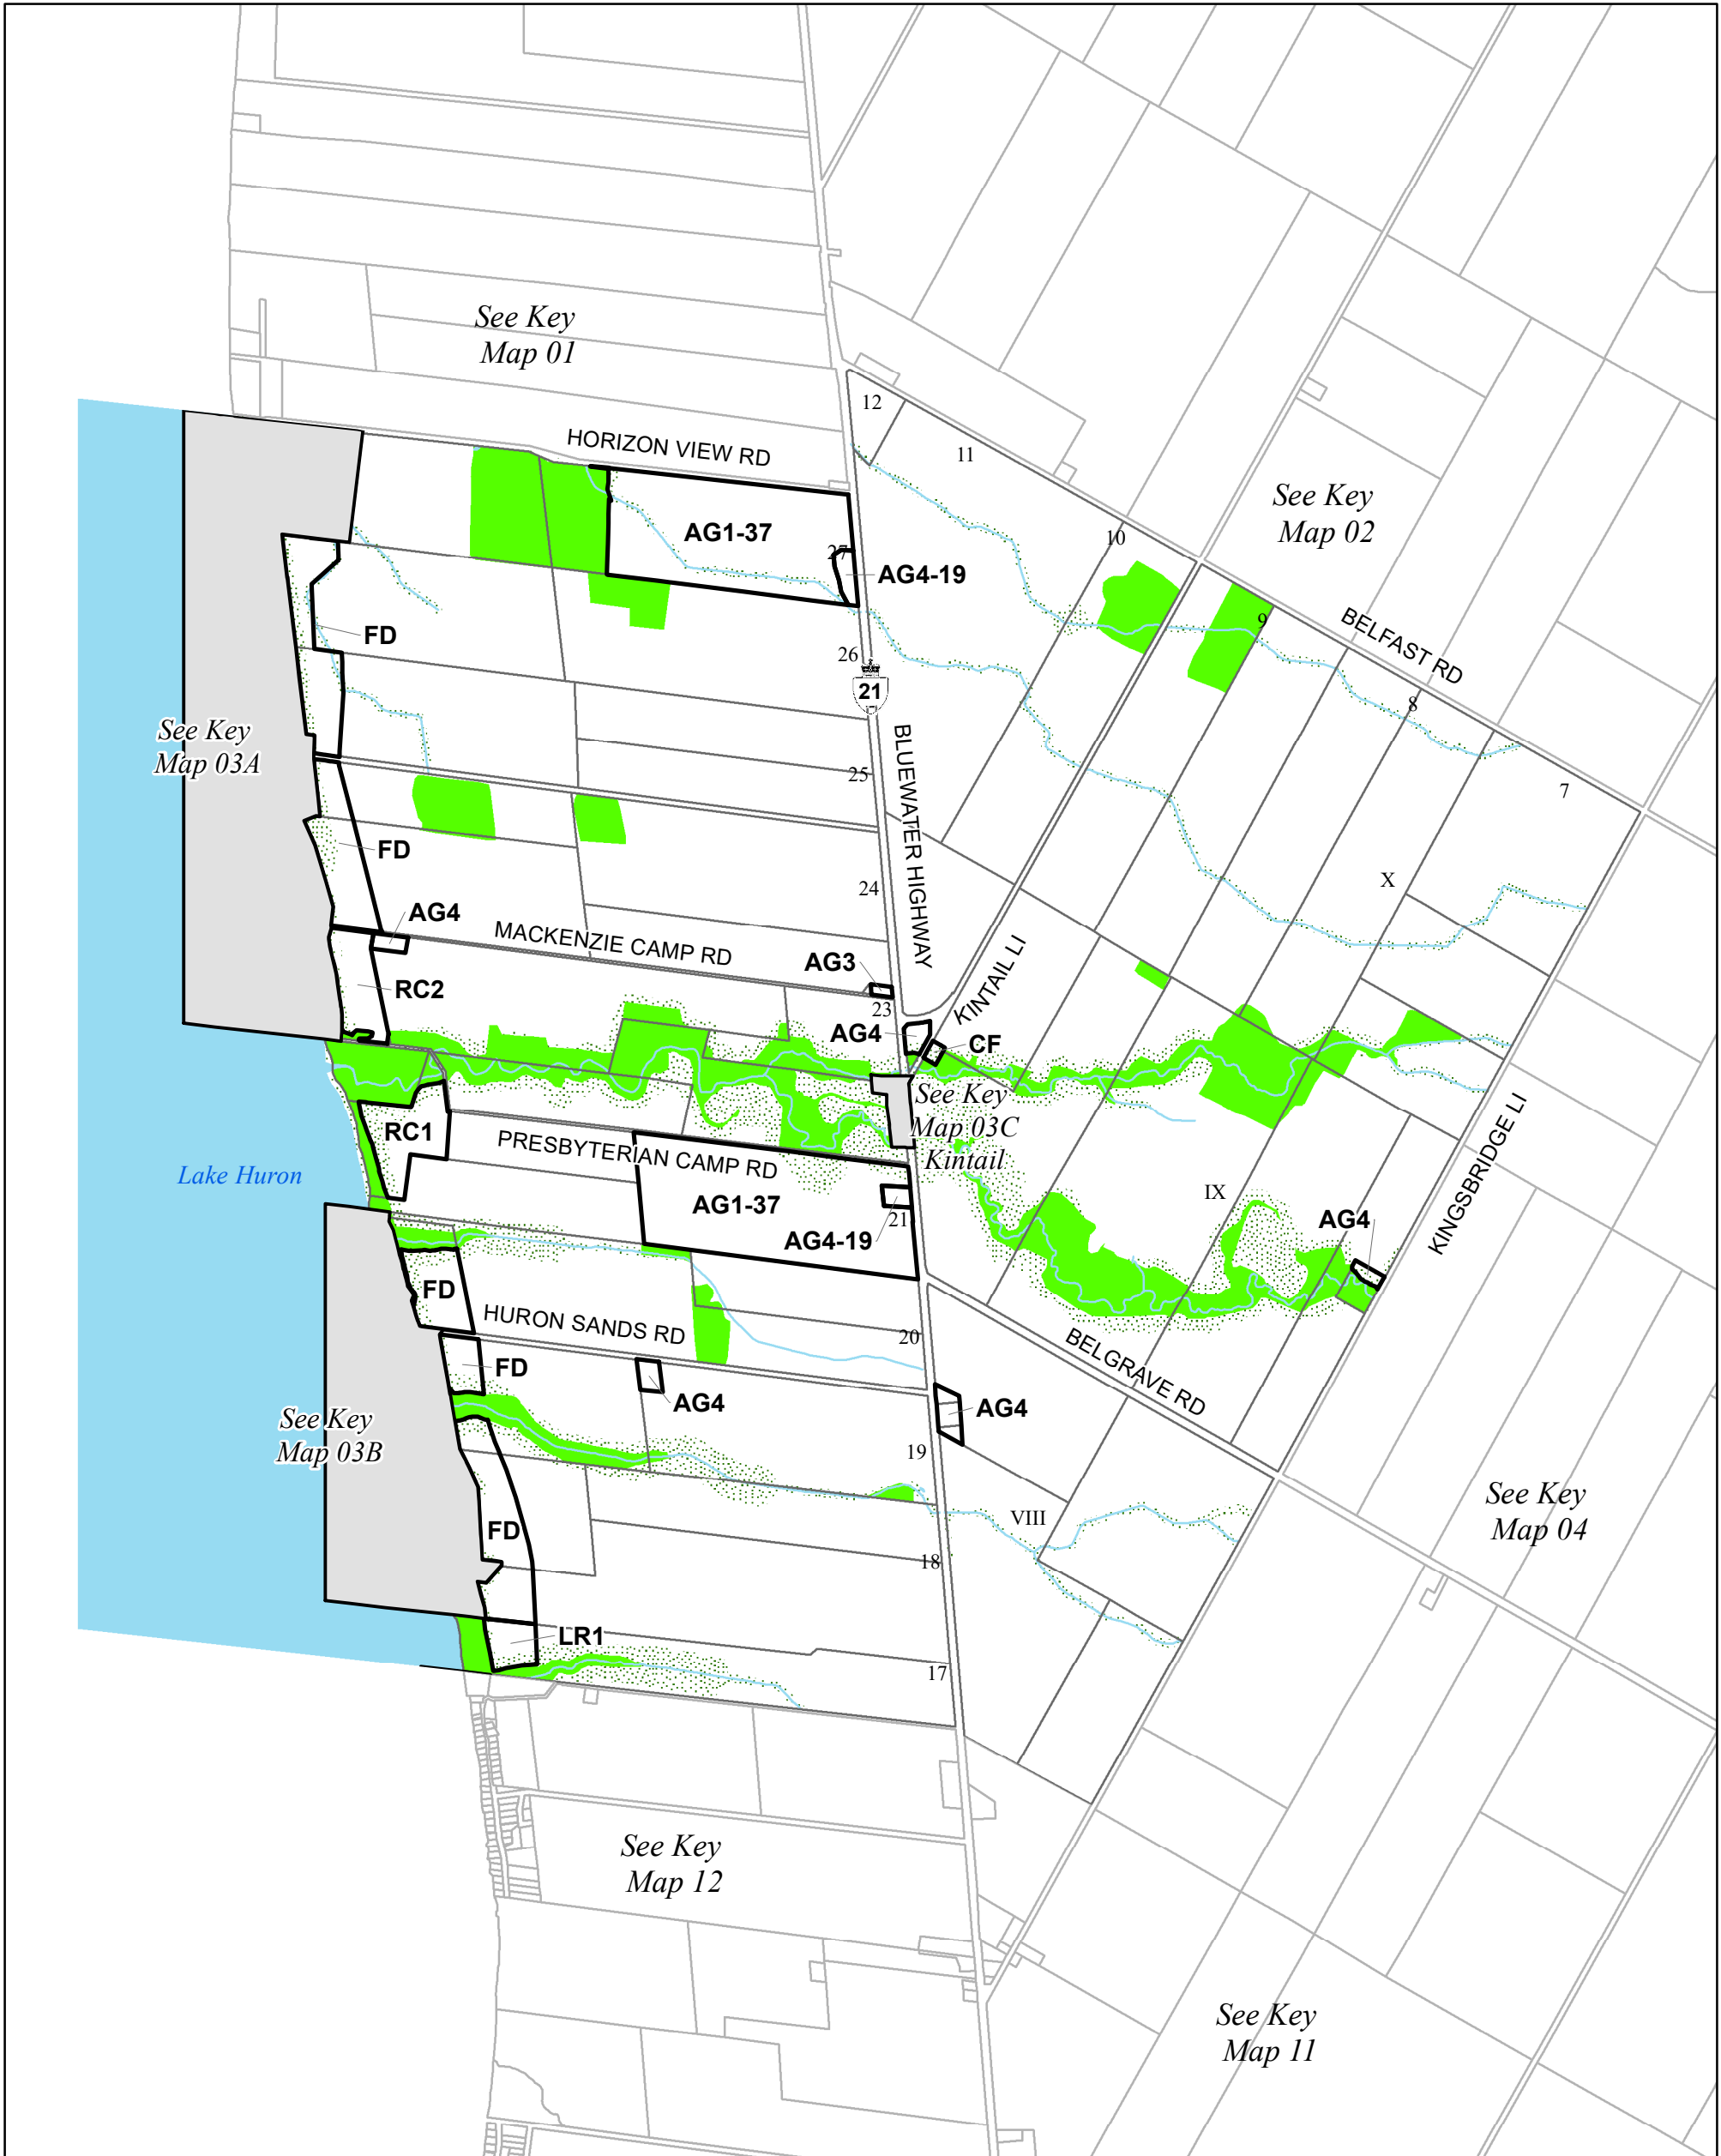 See Key
Map 01
12
HORIZON VIEW RD
11
See Key
Map 02
AG1-37
10
27
AG4-19
9
BELFAST RD
FD
26
21
8
See Key
Map 03A
BLUEWATER HIGHWAY
25
7
FD
24
X
AG4
MACKENZIE CAMP RD
AG3
KINTAIL LI
RC2
23
AG4
CF
See Key
Map 03C
Kintail
RC1
PRESBYTERIAN CAMP RD
KINGSBRIDGE LI
Lake Huron
AG1-37
IX
21
AG4
AG4-19
FD
HURON SANDS RD
20
BELGRAVE RD
FD
AG4
AG4
See Key
Map 03B
19
See Key
Map 04
VIII
FD
18
LR1
17
See Key
Map 12
See Key
Map 11